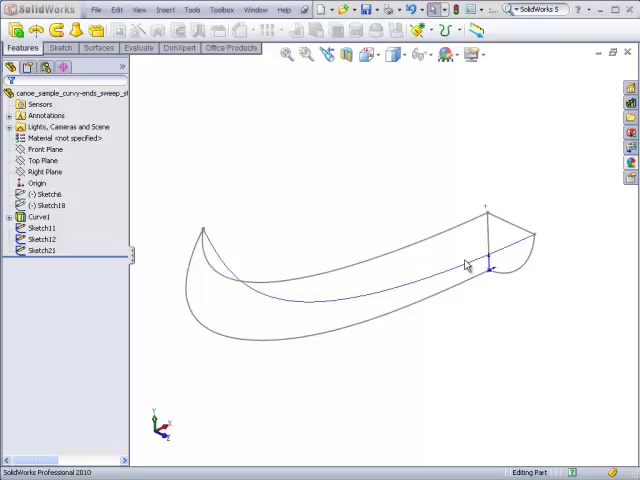 SolidWorks File Edit View Insert Tools Toolbox Window Help SolidWorks S
Features Sketch Surfaces Evaluate DimXpert Office Products
canoe_sample_curvy-ends_sweep_st
Sensors
Annotations
Lights, Cameras and Scene
Material <not specified>
Front Plane
Top Plane
Right Plane
Origin
(-) Sketch6
(-) Sketch18
Curve1
Sketch11
Sketch12
Sketch21
Y
X
Z
SolidWorks Professional 2010 Editing Part